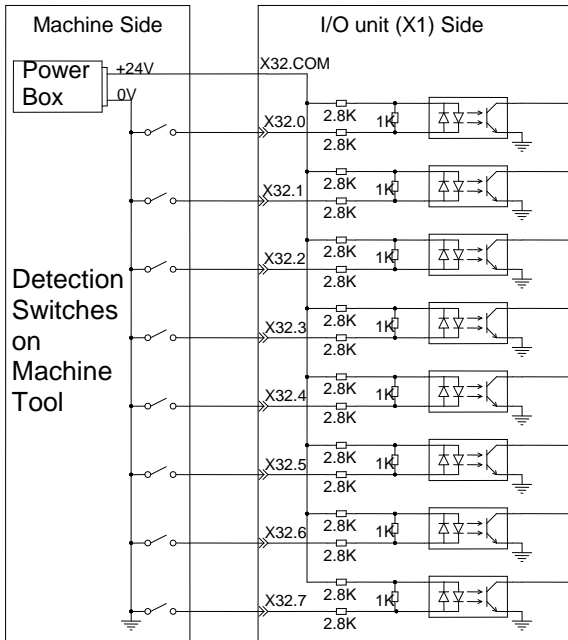 Machine Side
I/O unit (X1) Side
Power
Box
+24V
0V
X32.COM
2.8K
X32.0
1K
2.8K
2.8K
X32.1
1K
2.8K
2.8K
X32.2
1K
2.8K
Detection
Switches
on
Machine
Tool
2.8K
X32.3
1K
2.8K
2.8K
X32.4
1K
2.8K
2.8K
X32.5
1K
2.8K
2.8K
X32.6
1K
2.8K
2.8K
X32.7
1K
2.8K